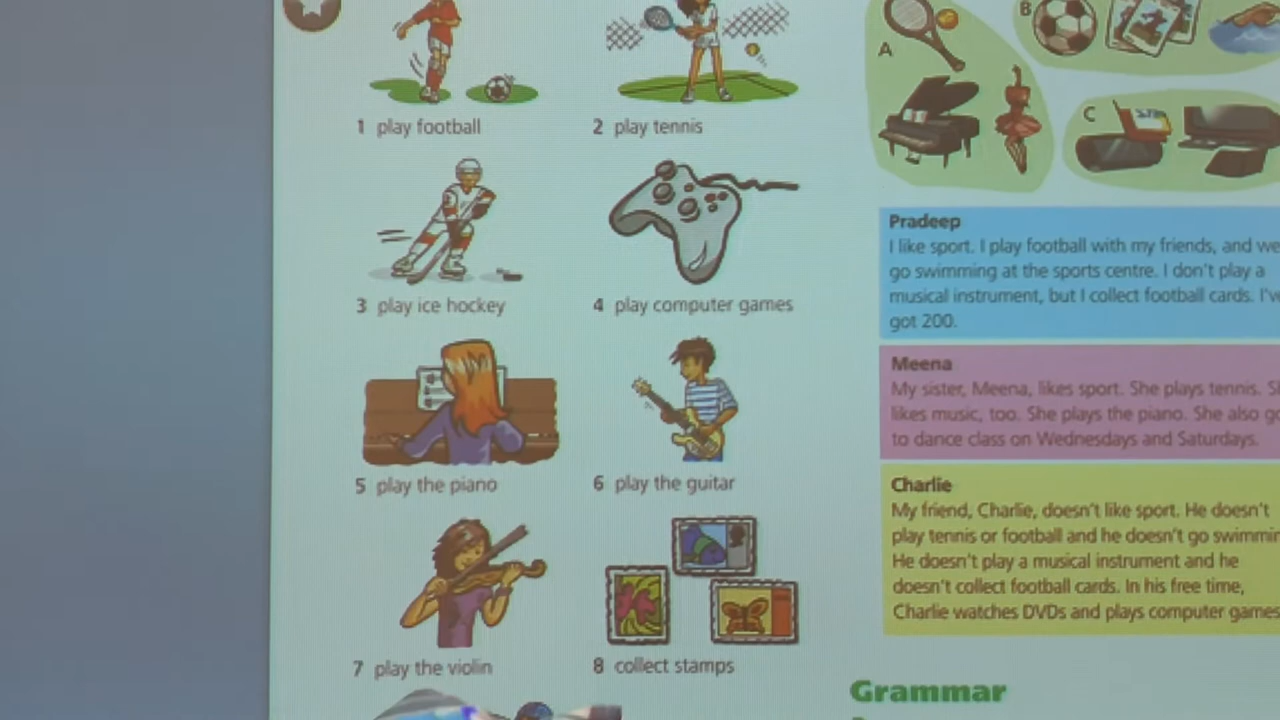 1 play football
2 play tennis
3 play ice hockey
4 play computer games
5 play the piano
6 play the guitar
7 play the violin
8 collect stamps
A
B
C
Pradeep
I like sport. I play football with my friends, and we
go swimming at the sports centre. I don't play a
musical instrument, but I collect football cards. I'v
got 200.
Meena
My sister, Meena, likes sport. She plays tennis. S
likes music, too. She plays the piano. She also go
to dance class on Wednesdays and Saturdays.
Charlie
My friend, Charlie, doesn't like sport. He doesn't
play tennis or football and he doesn't go swimmin
He doesn't play a musical instrument and he
doesn't collect football cards. In his free time,
Charlie watches DVDs and plays computer games
Grammar